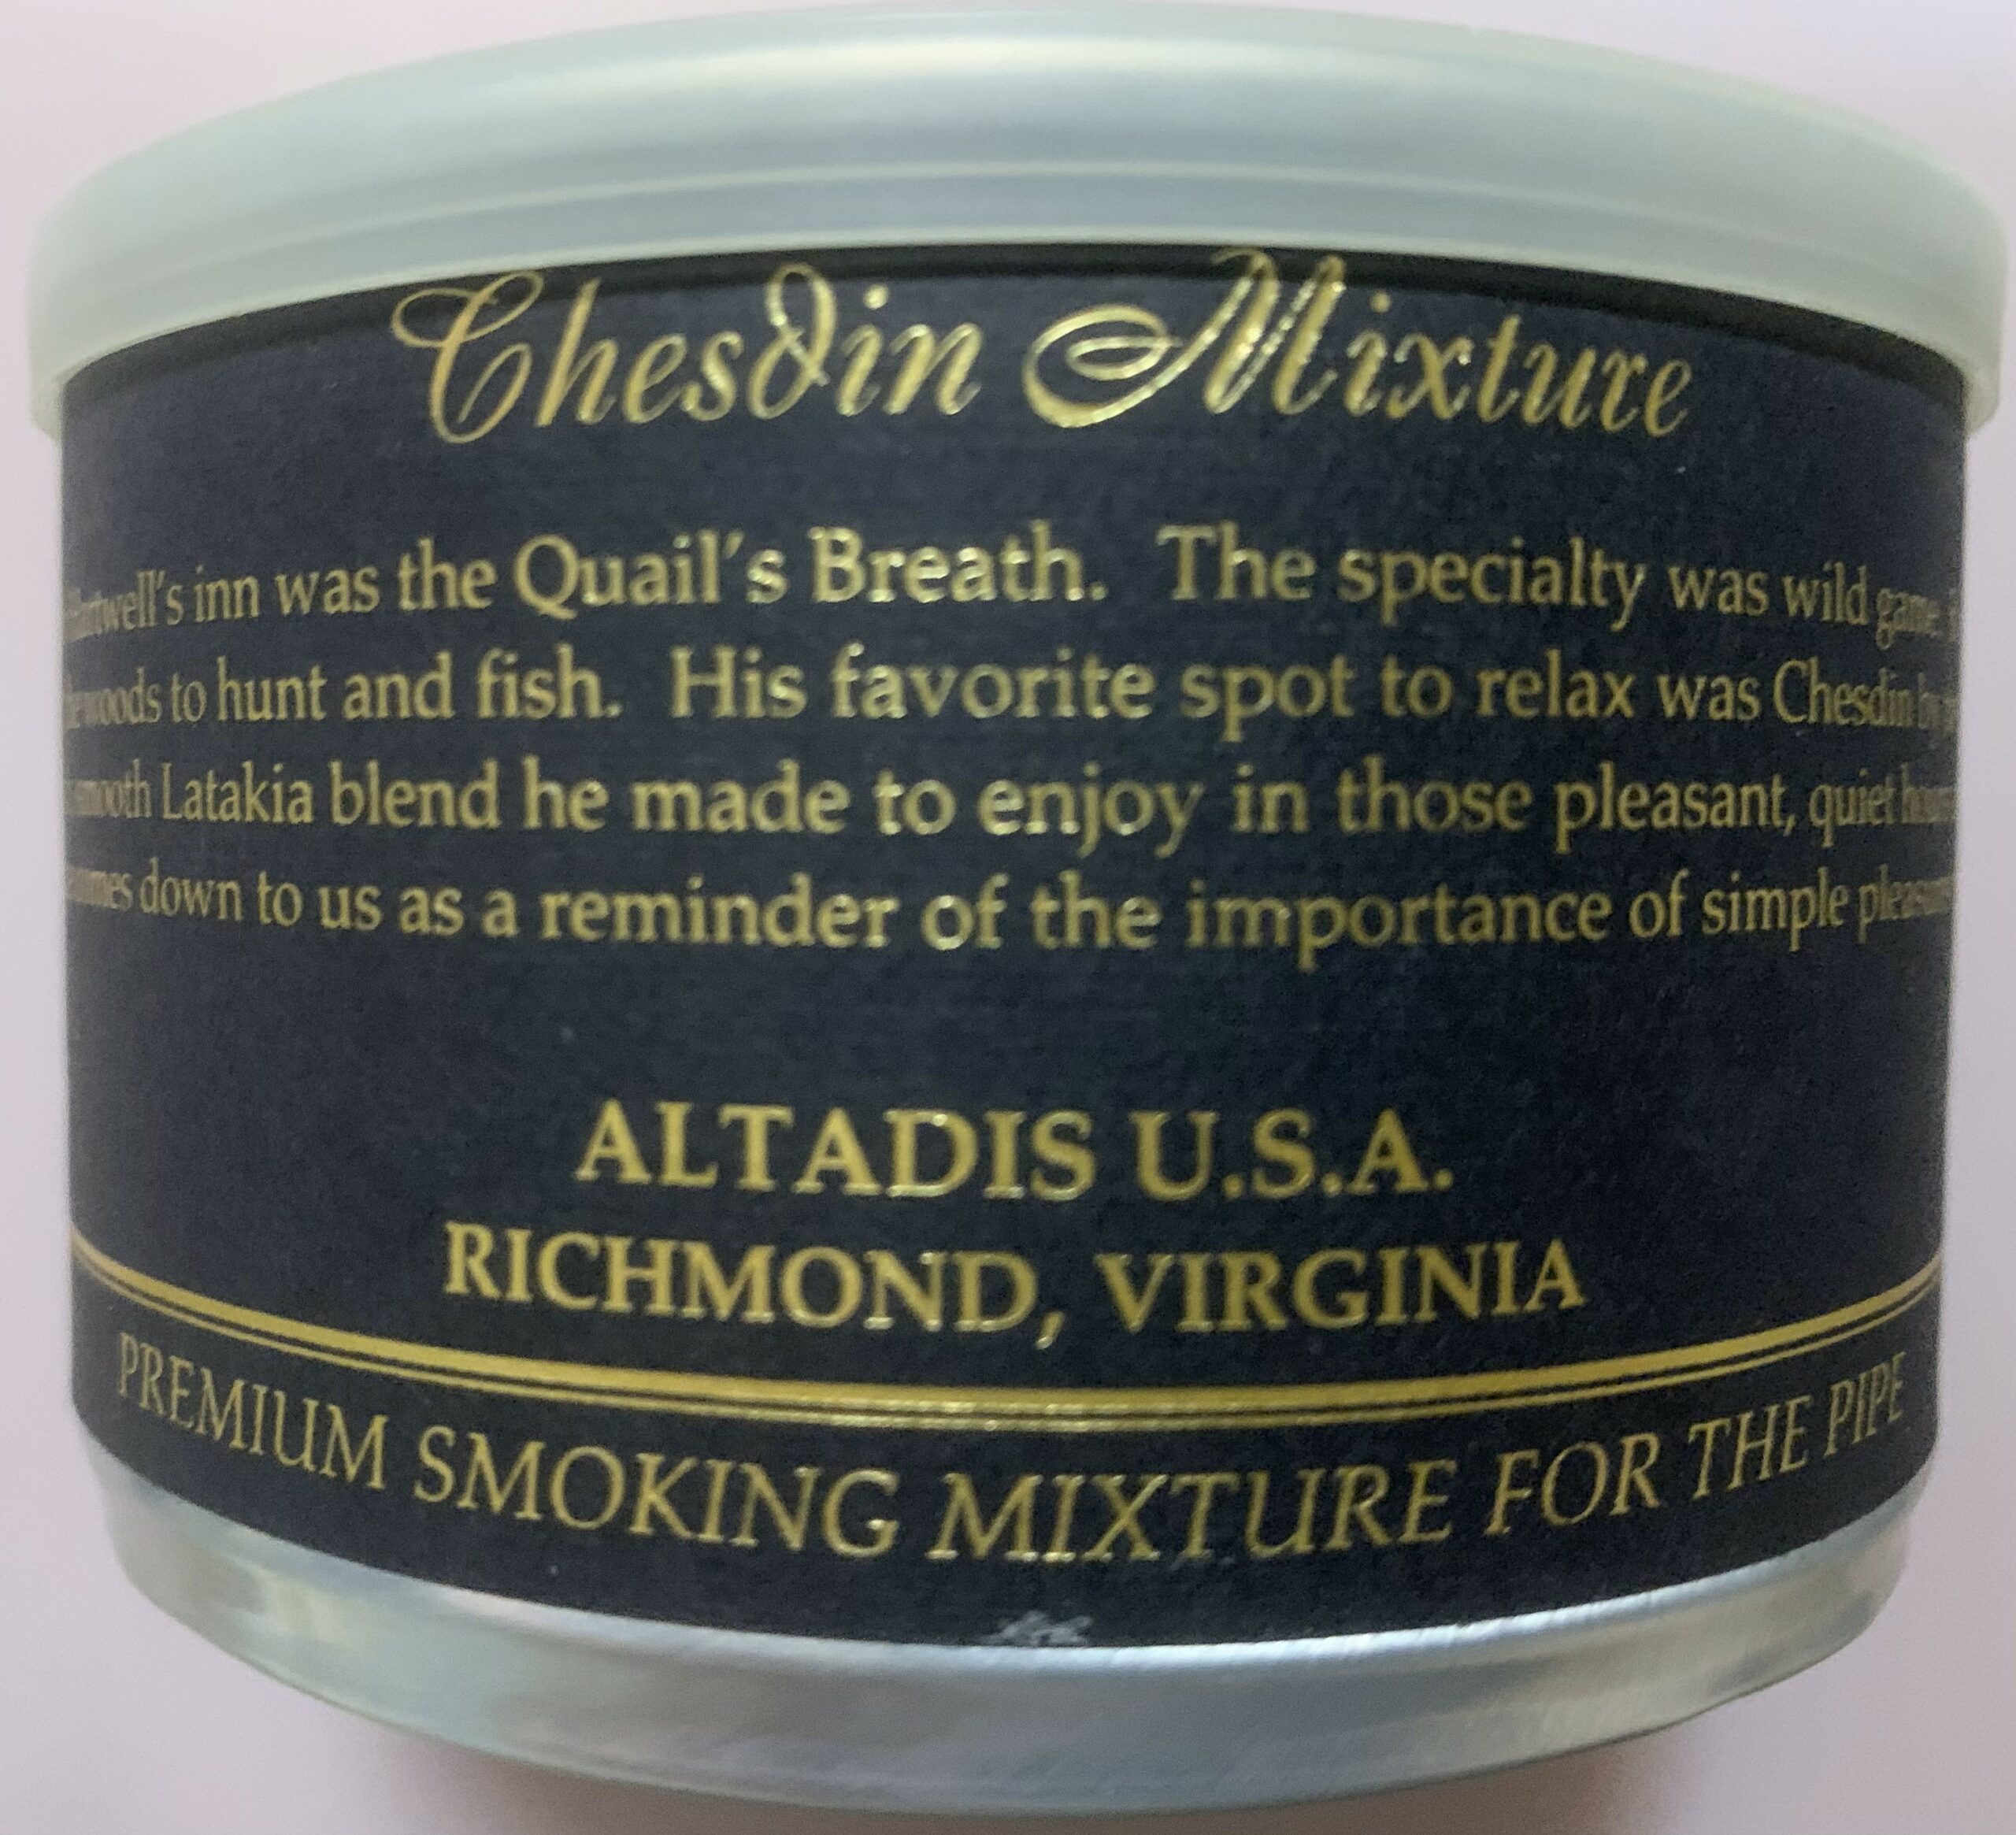 Chesdin Mixture
inn was the Quail's Breath. The specialty was wild game
woods to hunt and fish. His favorite spot to relax was Chesdin
smooth Latakia blend he made to enjoy in those pleasant, quiet
down to us as a reminder of the importance of simple
ALTADIS U.S.A.
RICHMOND, VIRGINIA
PREMIUM SMOKING MIXTURE FOR THE PIPE